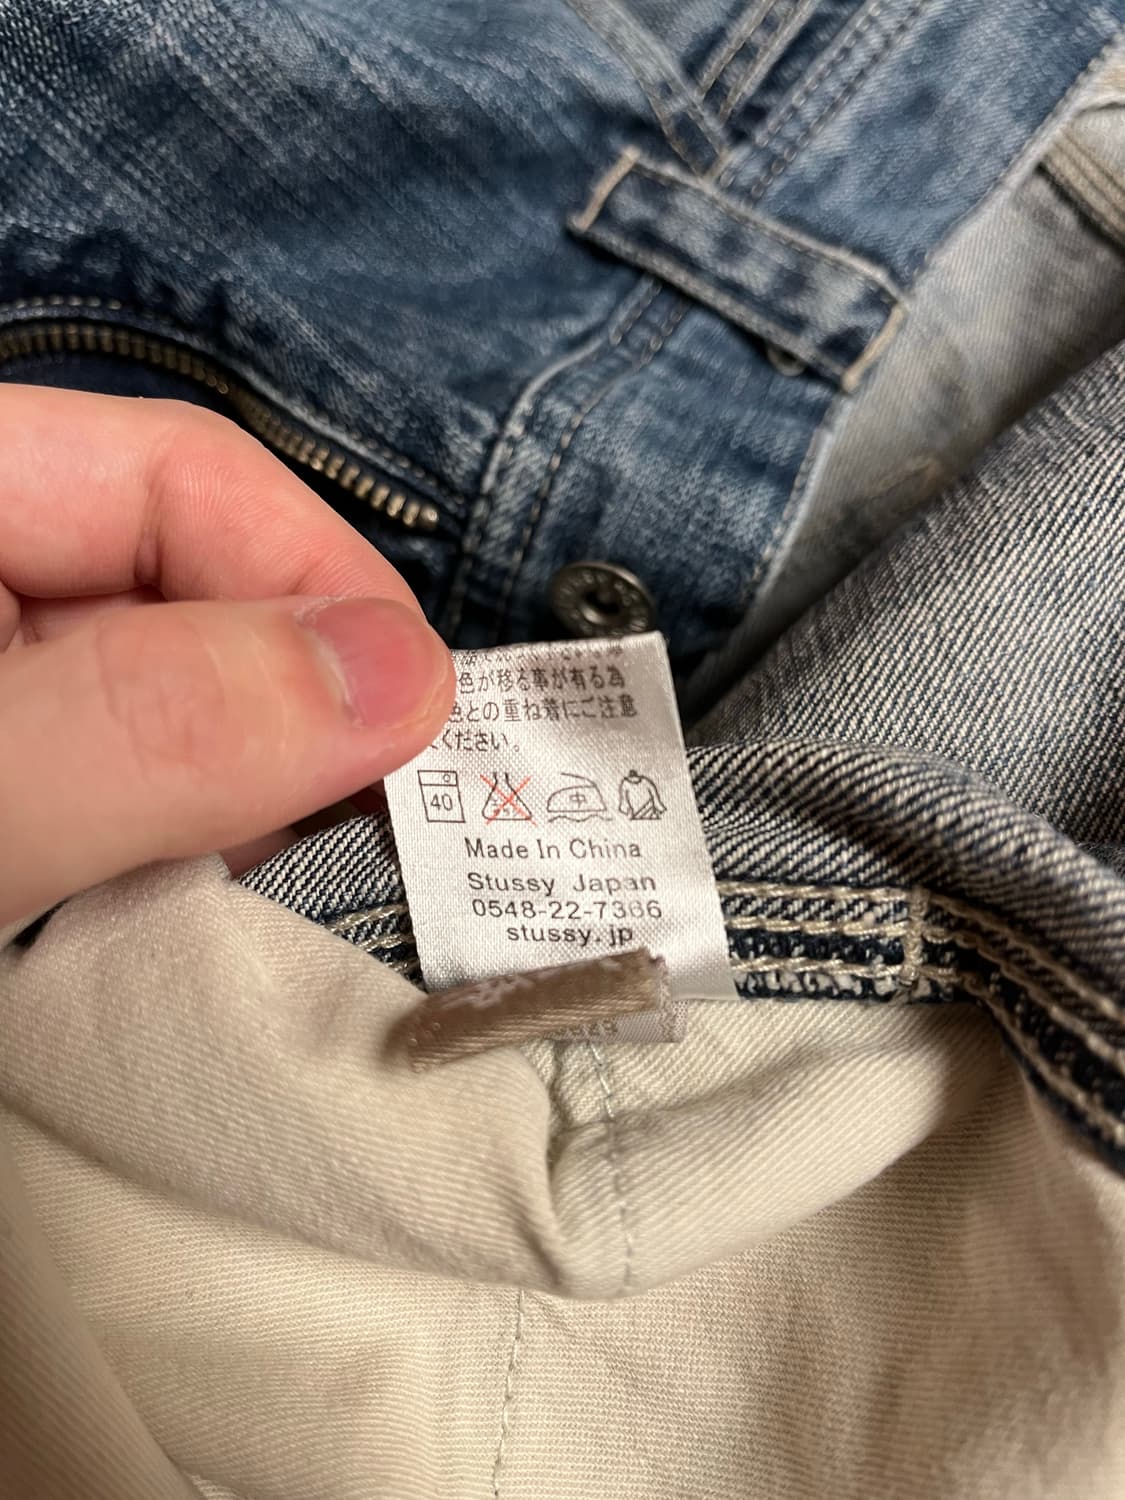 色が移る事が有る為
色との重ね着にご注意
てください。
40
中
Made In China
Stussy Japan
0548-22-7366
stussy.jp